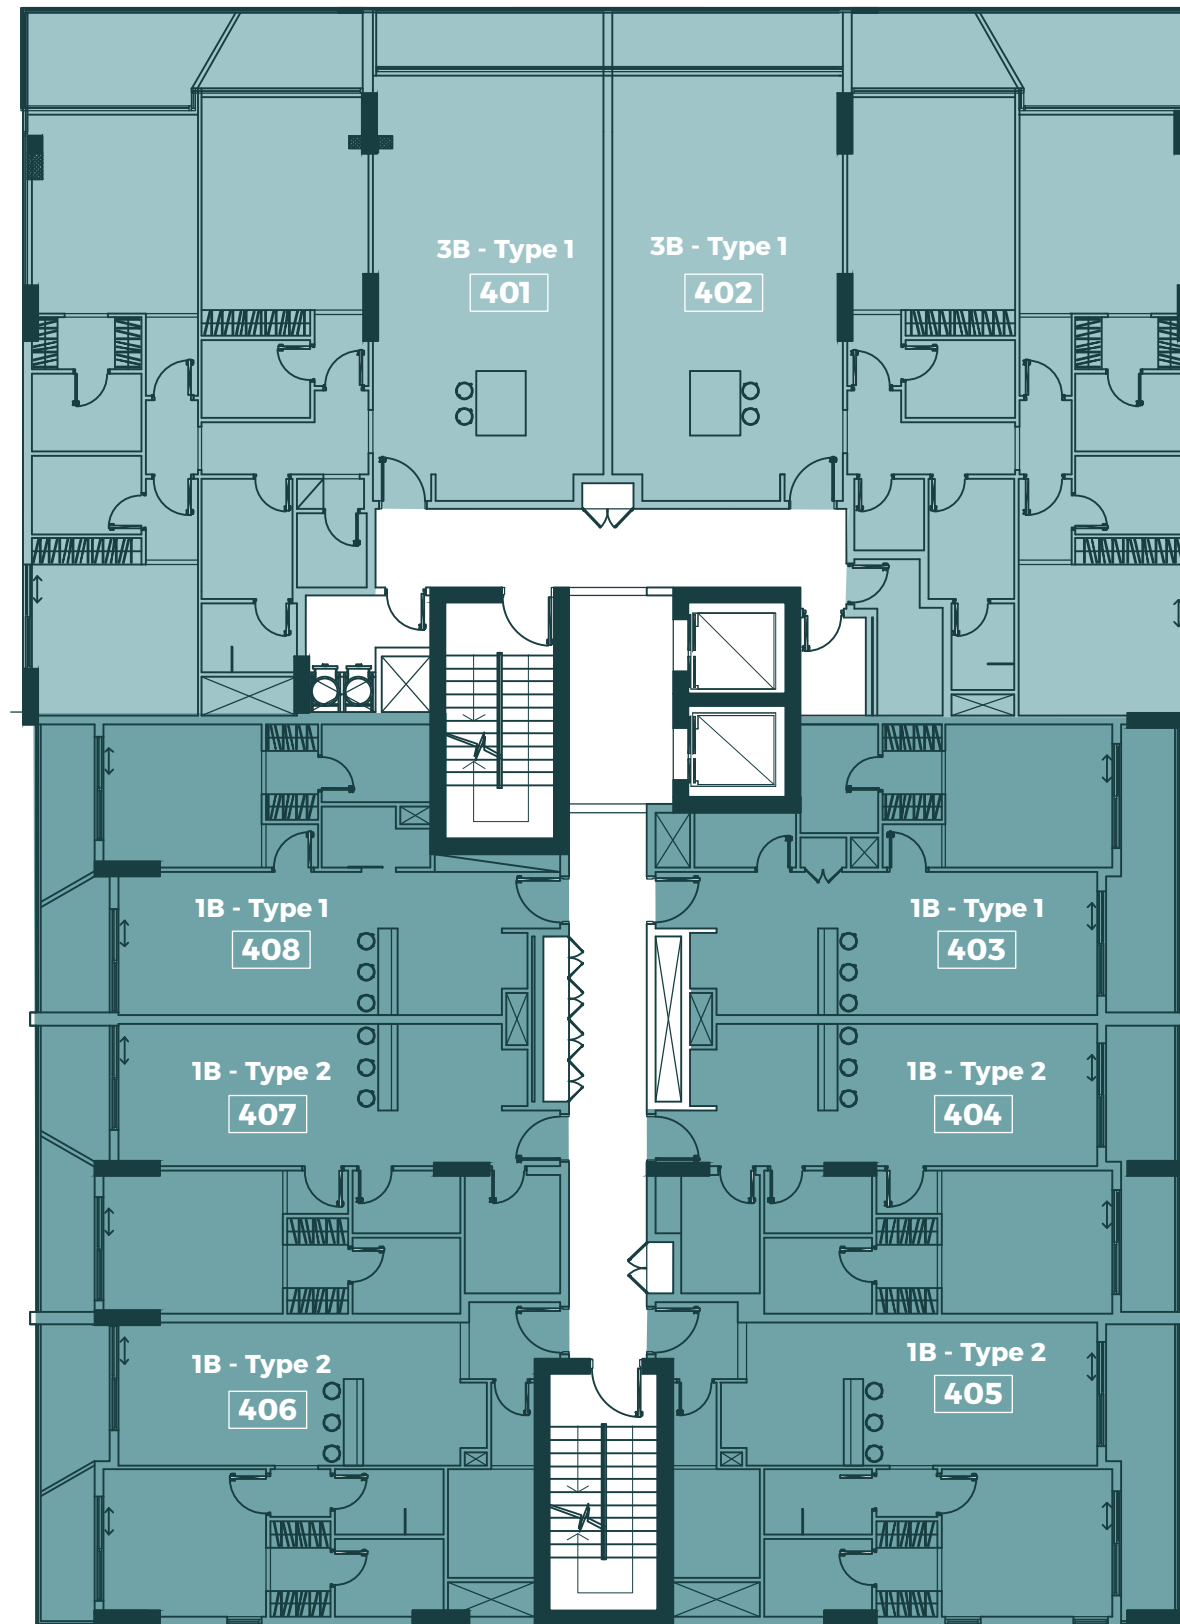 3B - Type 1
401
3B - Type 1
402
1B - Type 1
408
1B - Type 1
403
1B - Type 2
407
1B - Type 2
404
1B - Type 2
406
1B - Type 2
405